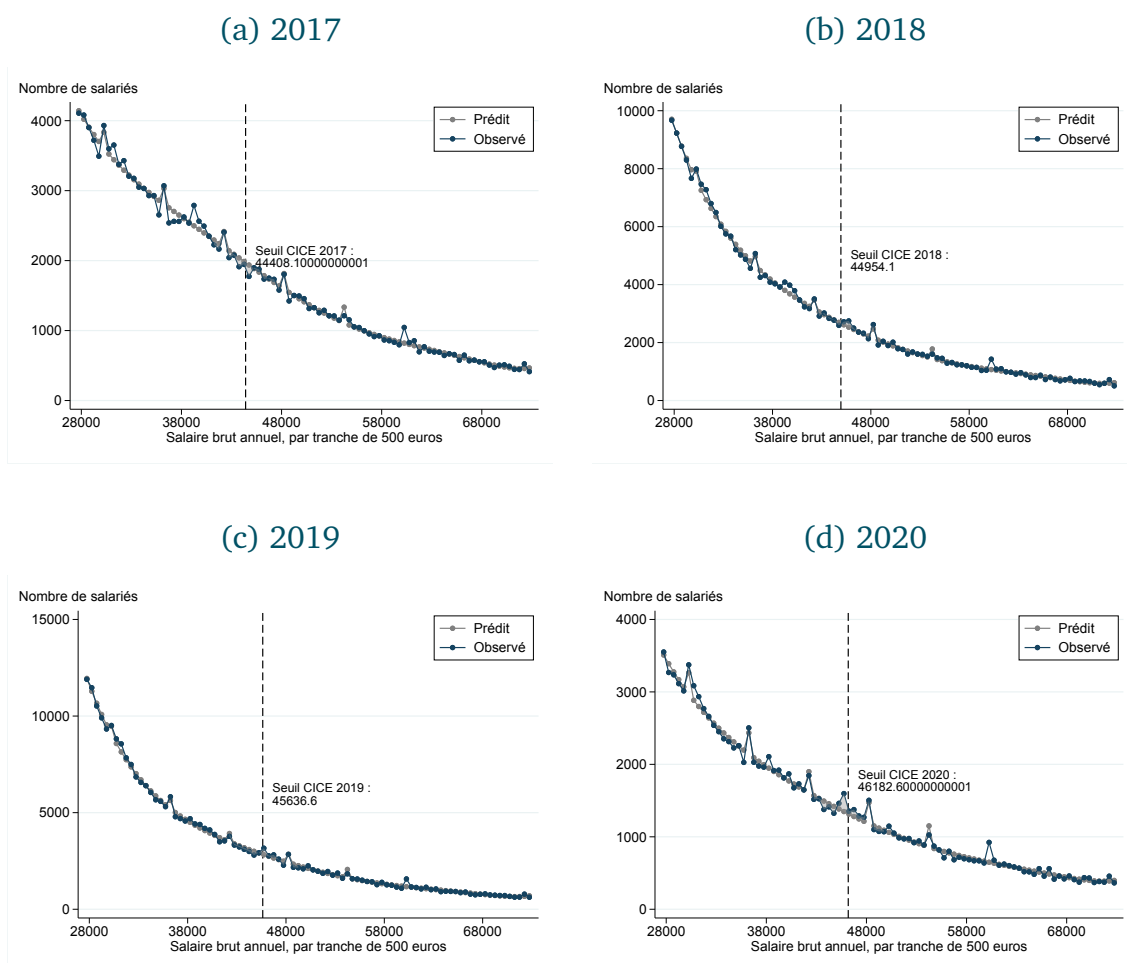 (a) 2017
Nombre de salariés
4000
3000
2000
1000
0
Prédit
Observé
Seuil CICE 2017 :
44408.10000000001
28000 38000 48000 58000 68000
Salaire brut annuel, par tranche de 500 euros
(b) 2018
Nombre de salariés
10000
8000
6000
4000
2000
0
Prédit
Observé
Seuil CICE 2018 :
44954.1
28000 38000 48000 58000 68000
Salaire brut annuel, par tranche de 500 euros
(c) 2019
Nombre de salariés
15000
10000
5000
0
Prédit
Observé
Seuil CICE 2019 :
45636.6
28000 38000 48000 58000 68000
Salaire brut annuel, par tranche de 500 euros
(d) 2020
Nombre de salariés
4000
3000
2000
1000
0
Prédit
Observé
Seuil CICE 2020 :
46182.60000000001
28000 38000 48000 58000 68000
Salaire brut annuel, par tranche de 500 euros